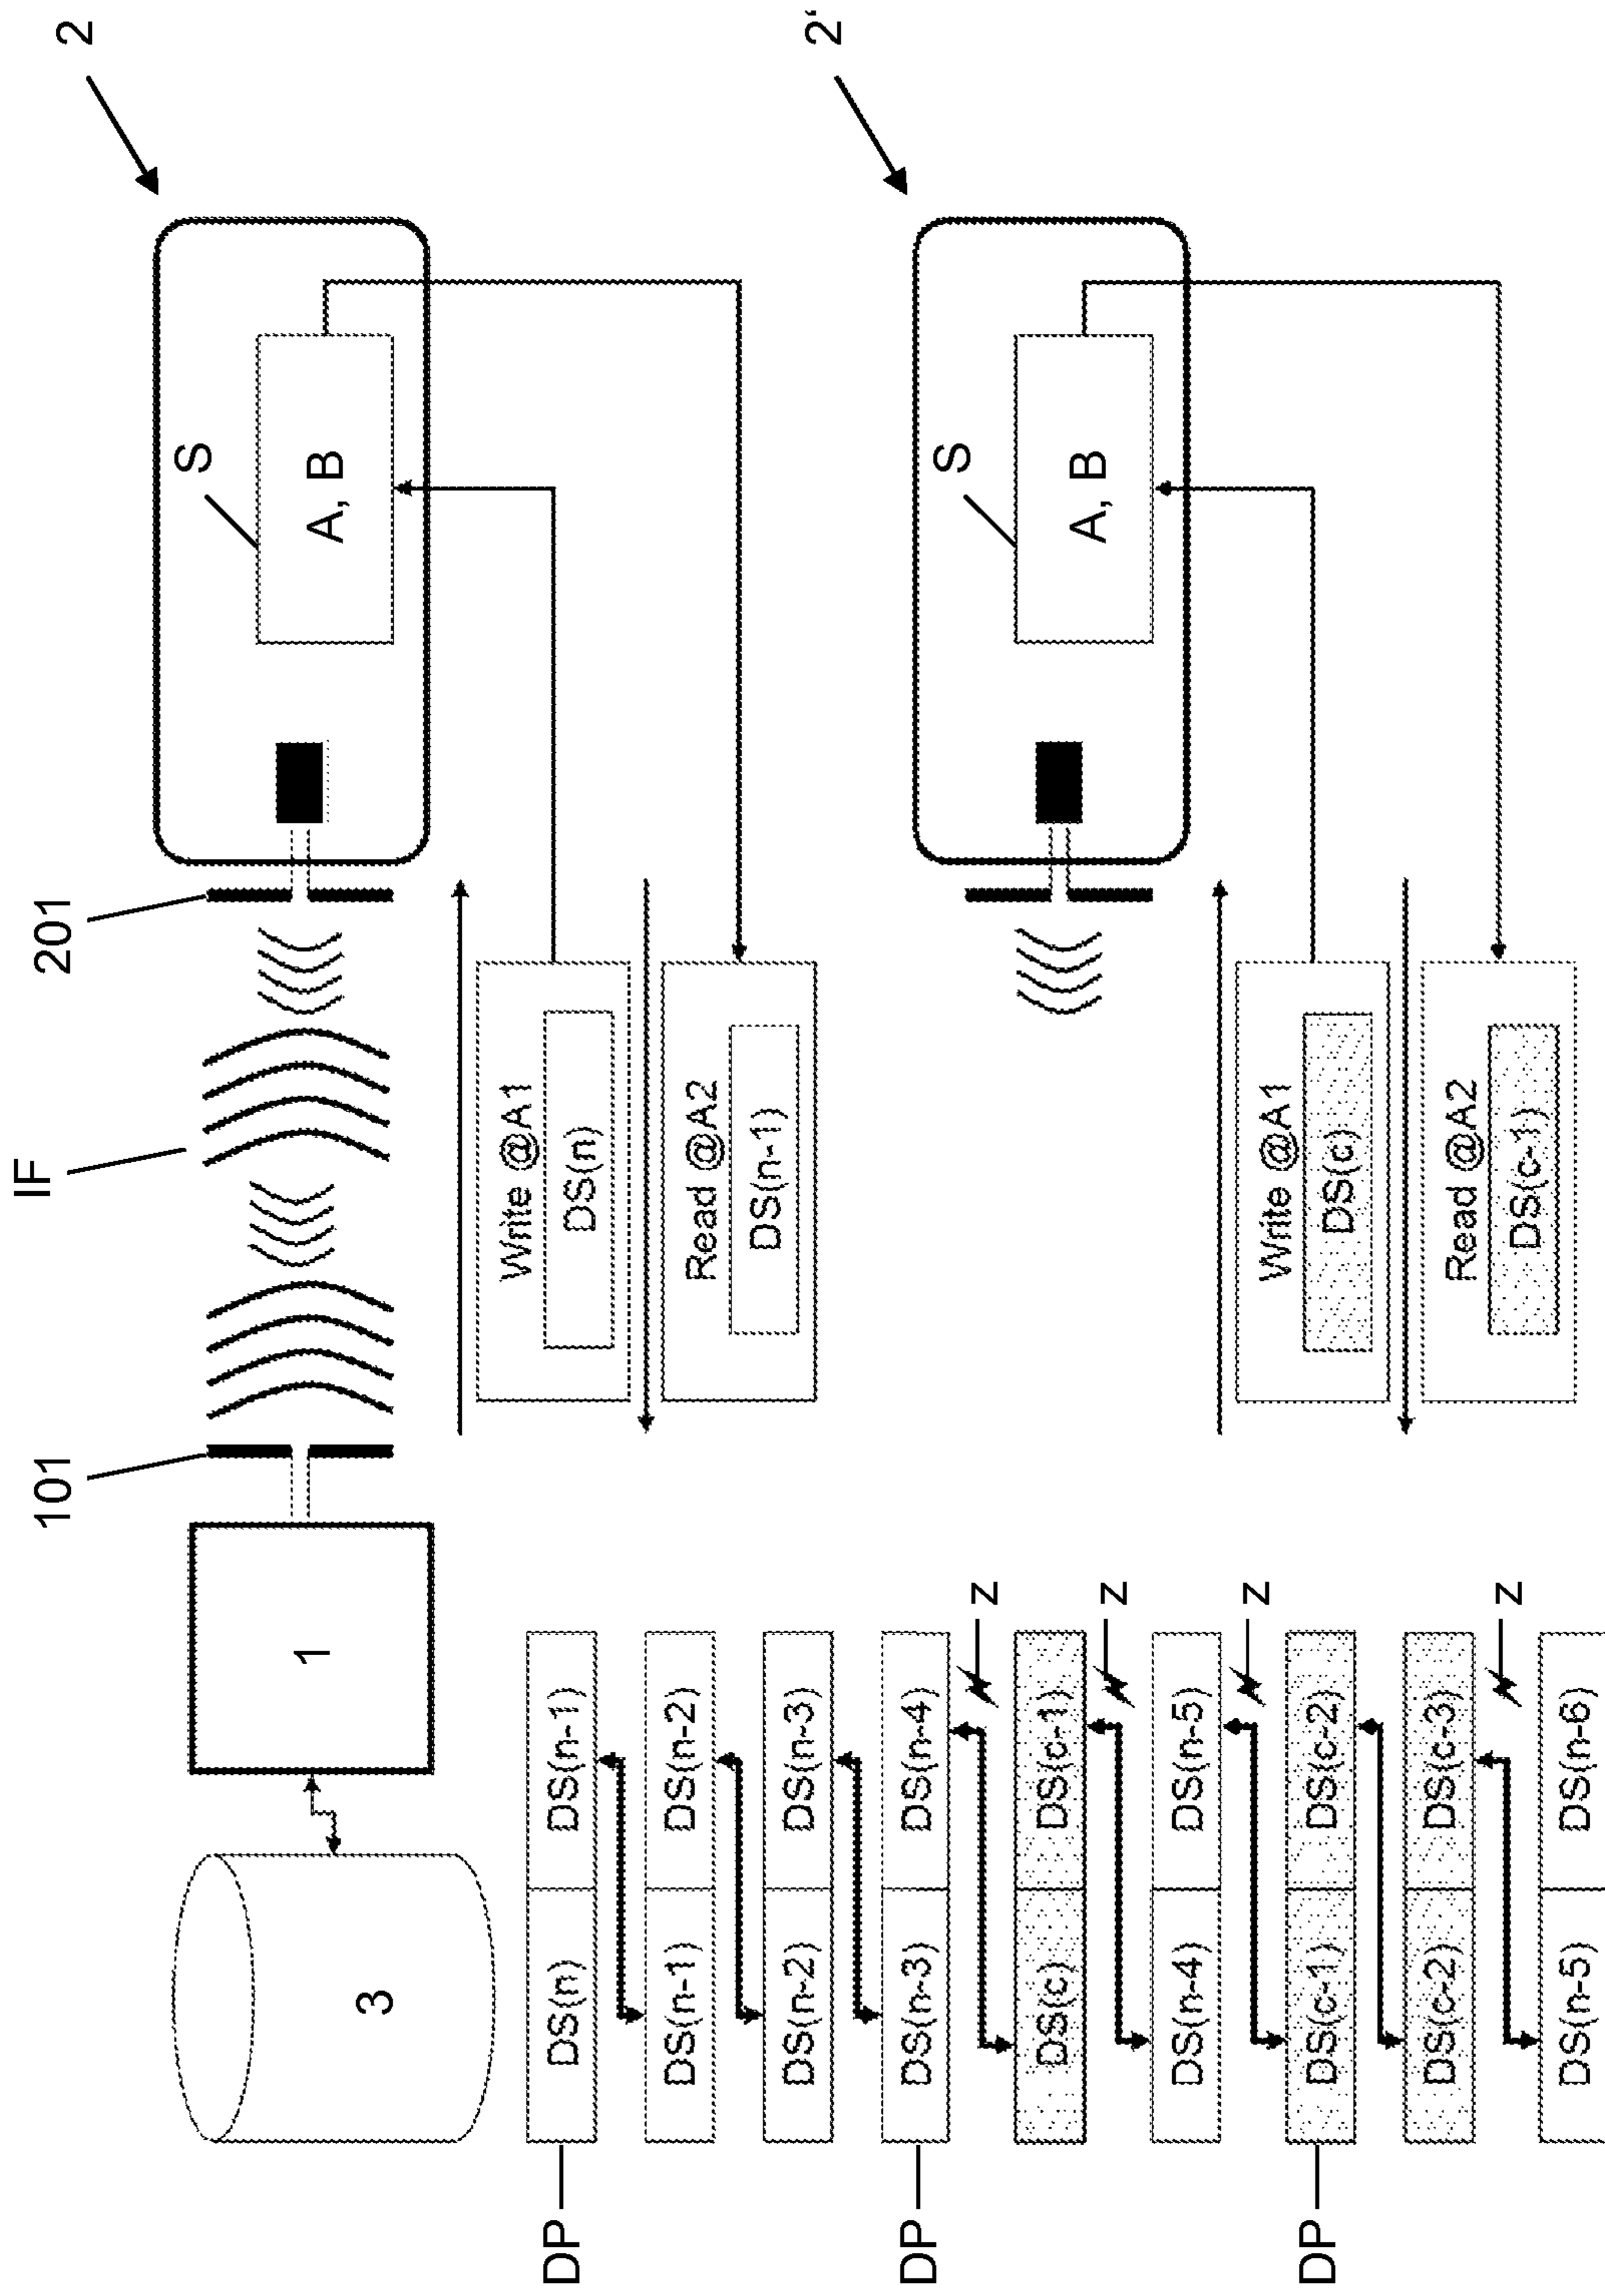 3
1
101
IF
201
2
S
A, B
Write @A1
DS(n)
Read @A2
DS(n-1)
2'
S
A, B
Write @A1
DS(c)
Read @A2
DS(c-1)
DP
DS(n) DS(n-1)
DS(n-1) DS(n-2)
DS(n-2) DS(n-3)
DP
DS(n-3) DS(n-4)
z
DS(c) DS(c-1)
z
DS(n-4) DS(n-5)
z
DP
DS(c-1) DS(c-2)
DS(c-2) DS(c-3)
z
DS(n-5) DS(n-6)